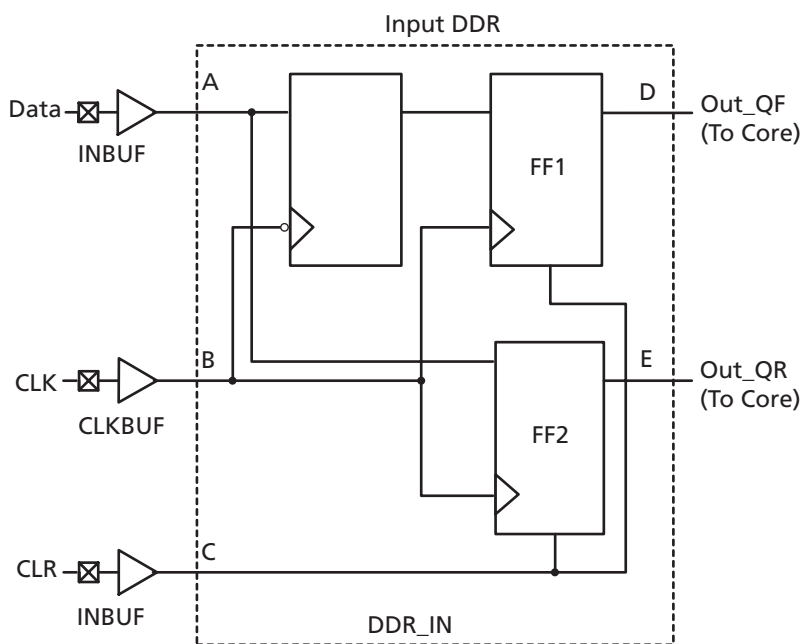 Input DDR
A
Data
INBUF
FF1
D
Out_QF
(To Core)
B
CLK
CLKBUF
FF2
E
Out_QR
(To Core)
C
CLR
INBUF
DDR_IN